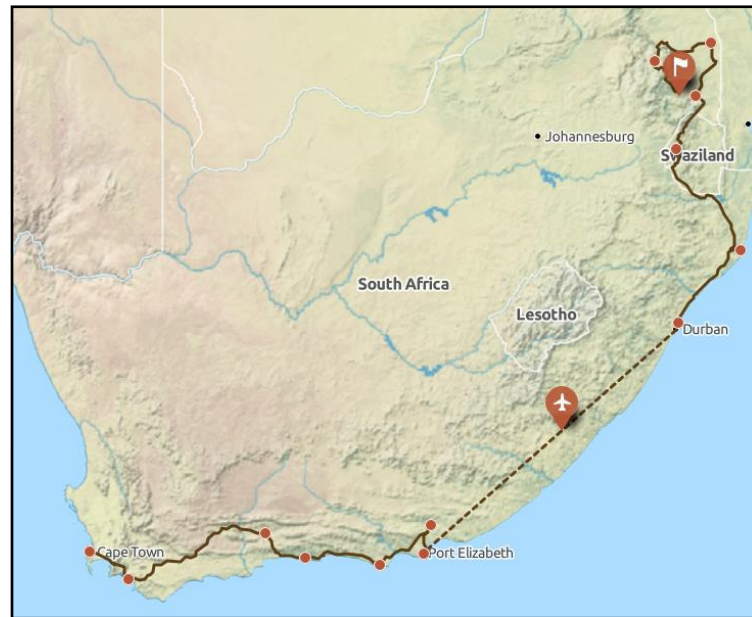 Johannesburg
Swaziland
South Africa
Lesotho
Durban
Cape Town
Port Elizabeth